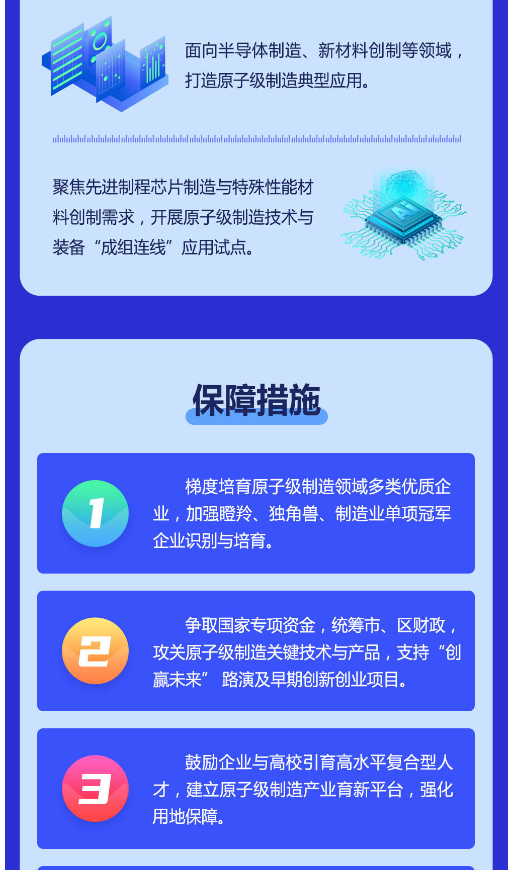 面向半导体制造、新材料创制等领域，
打造原子级制造典型应用。
聚焦先进制程芯片制造与特殊性能材
料创制需求，开展原子级制造技术与
装备“成组连线”应用试点。
AI
保障措施
1
梯度培育原子级制造领域多类优质企
业，加强瞪羚、独角兽、制造业单项冠军
企业识别与培育。
2
争取国家专项资金，统筹市、区财政，
攻关原子级制造关键技术与产品，支持“创
赢未来” 路演及早期创新创业项目。
3
鼓励企业与高校引育高水平复合型人
才，建立原子级制造产业育新平台，强化
用地保障。